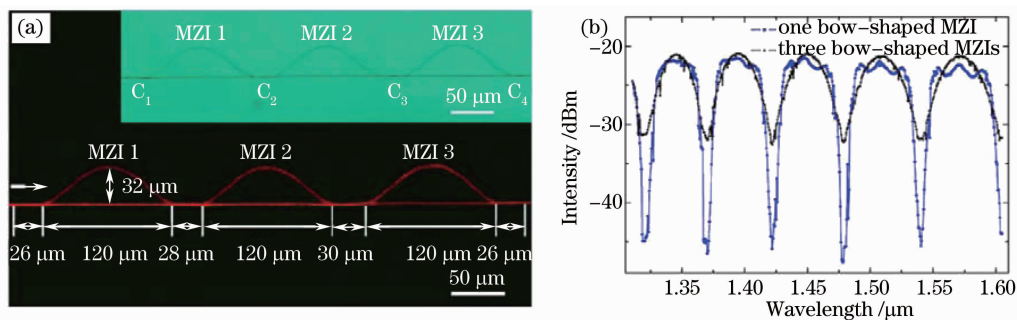 (a)
MZI 1 MZI 2 MZI 3
C1 C2 C3 C4
50 μm
MZI 1 MZI 2 MZI 3
32 μm
26 μm 120 μm 28 μm 120 μm 30 μm 120 μm 26 μm
50 μm
(b)
one bow-shaped MZI
three bow-shaped MZIs
Intensity /dBm
-20
-30
-40
1.35 1.40 1.45 1.50 1.55 1.60
Wavelength /μm